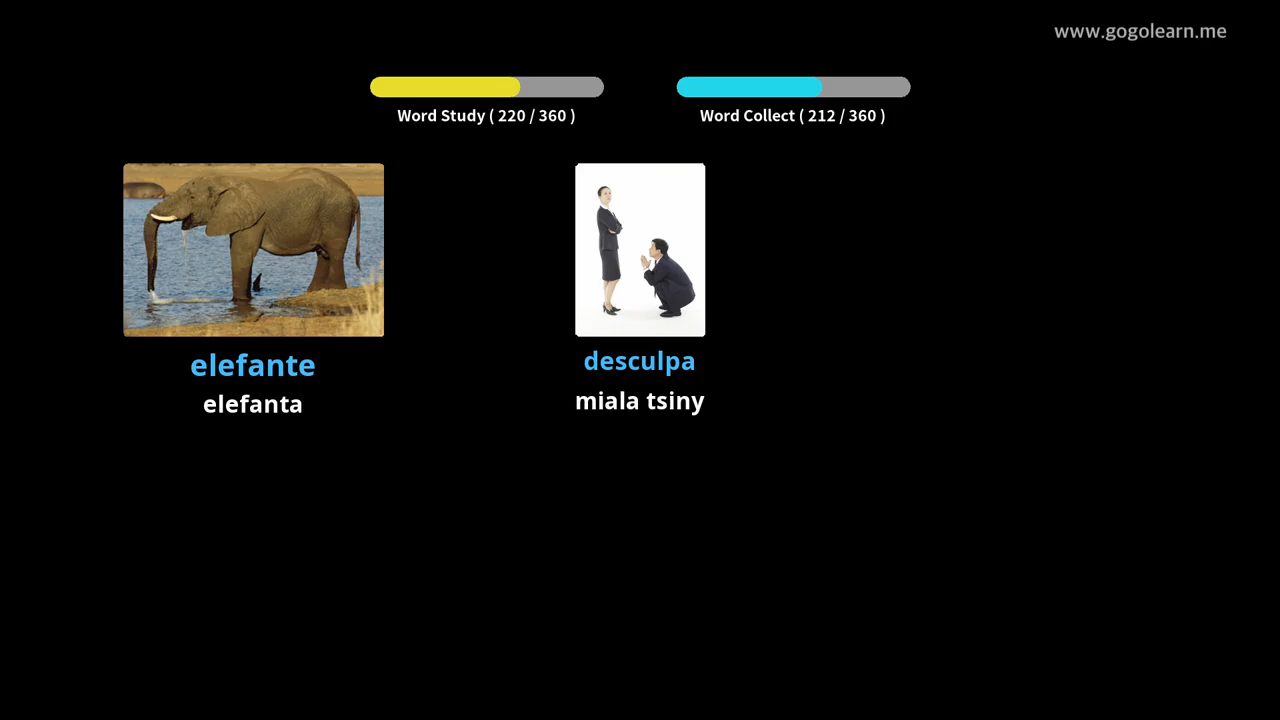 www.gogolearn.me
Word Study ( 220 / 360 )
Word Collect ( 212 / 360 )
elefante
elefanta
desculpa
miala tsiny